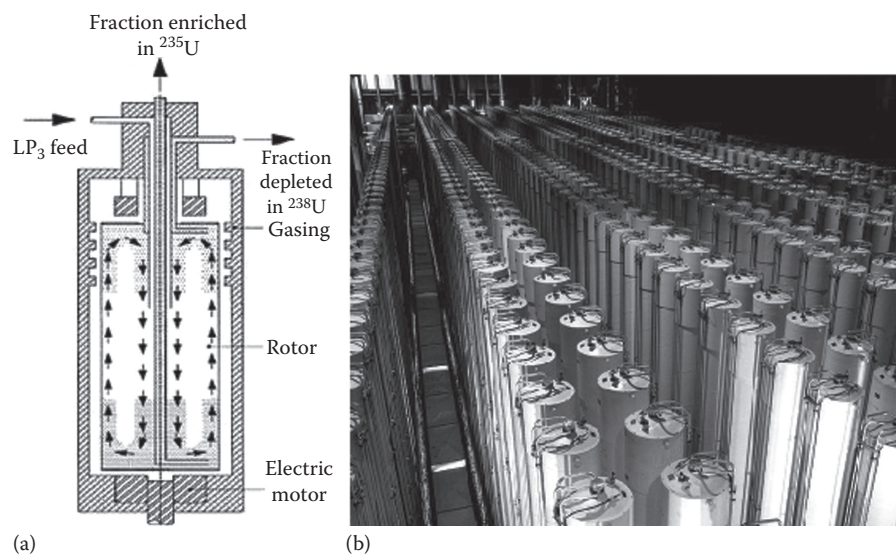 Fraction enriched
in ²³⁵U
LP₃ feed
Fraction
depleted
in ²³⁸U
Gasing
Rotor
Electric
motor
(a)
(b)